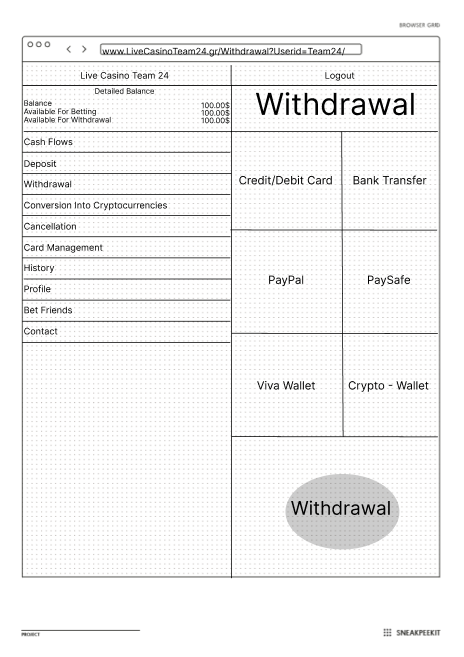 BROWSER GRID
www.LiveCasinoTeam24.gr/Withdrawal?Userid=Team24/
Live Casino Team 24
Logout
Detailed Balance
Balance 100.00$
Available For Betting 100.00$
Available For Withdrawal 100.00$
Withdrawal
Cash Flows
Deposit
Withdrawal
Conversion Into Cryptocurrencies
Cancellation
Card Management
History
Profile
Bet Friends
Contact
Credit/Debit Card
Bank Transfer
PayPal
PaySafe
Viva Wallet
Crypto - Wallet
Withdrawal
PROJECT
SNEAKPEEKIT